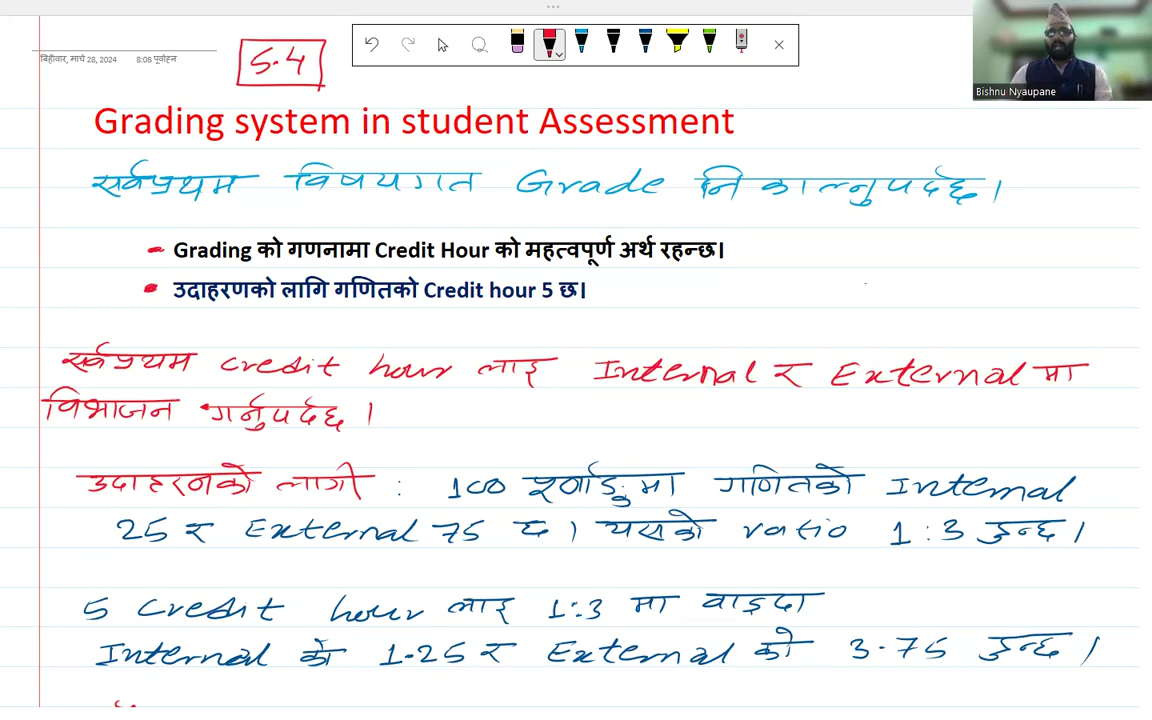 बिहीवार, मार्च 28, 2024 8:08 पूर्वाह्न
5.4
Bishnu Nyaupane
Grading system in student Assessment
सर्वप्रथम विषयगत Grade निकाल्नुपर्दछ।
Grading को गणनामा Credit Hour को महत्वपूर्ण अर्थ रहन्छ।
उदाहरणको लागि गणितको Credit hour 5 छ।
सर्वप्रथम credit hour लाइ Internal र External मा
विभाजन गर्नुपर्दछ।
उदाहरनको लागी : 100 पूर्णाङ्कमा गणितको Internal
25 र External 75 छ। यसको ratio 1:3 हुन्छ।
5 Credit hour लाइ 1:3 मा वाड्दा
Internal को 1.25 र External को 3.75 हुन्छ।